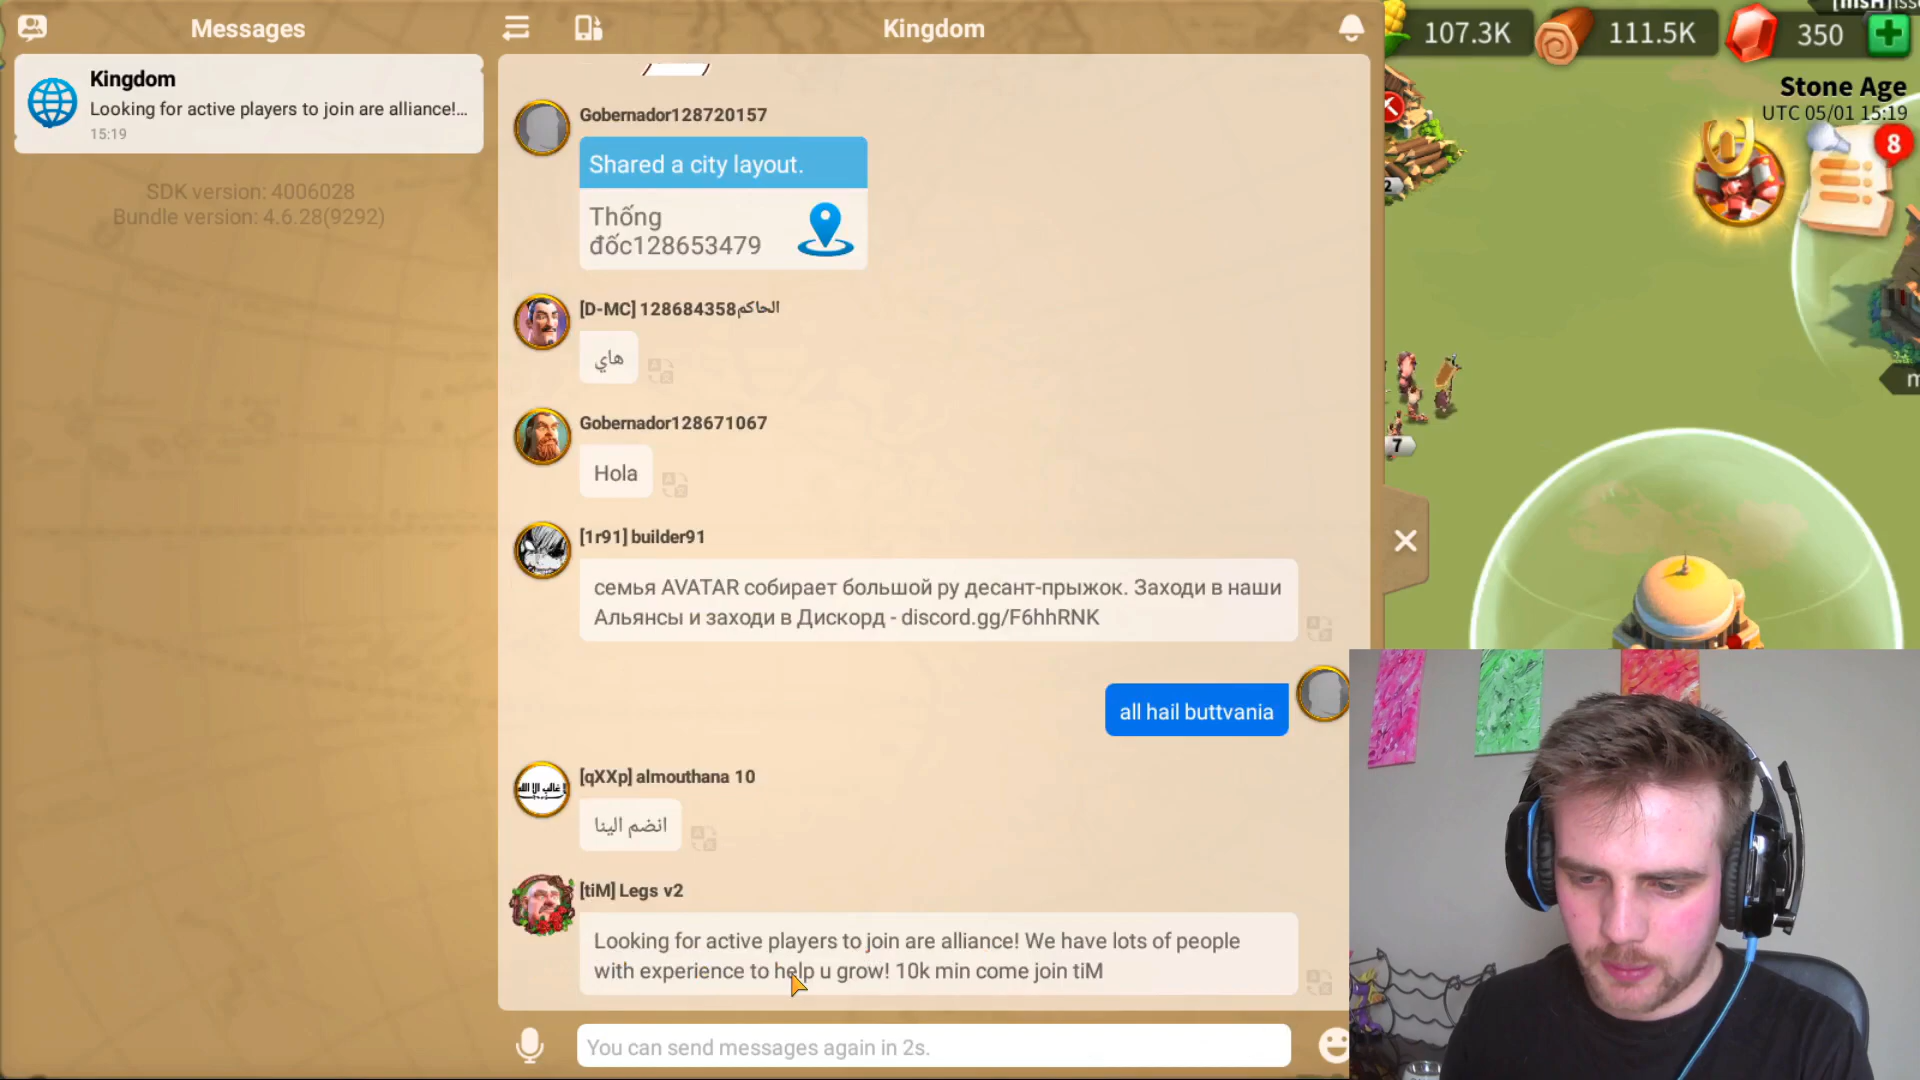 Messages
Kingdom
Looking for active players to join are alliance!...
15:19
SDK version: 4006028
Bundle version: 4.6.28(9292)
Kingdom
Gobernador128720157
Shared a city layout.
Thống
đốc128653479
[D-MC] 128684358الحاكم
هاي
Gobernador128671067
Hola
[1r91] builder91
семья AVATAR собирает большой ру десант-прыжок. Заходи в наши
Альянсы и заходи в Дискорд - discord.gg/F6hhRNK
all hail buttvania
[qXXp] almouthana 10
انضم الينا
[tiM] Legs v2
Looking for active players to join are alliance! We have lots of people
with experience to help u grow! 10k min come join tiM
You can send messages again in 2s.
107.3K
111.5K
350
Stone Age
UTC 05/01 15:19
8
2
7